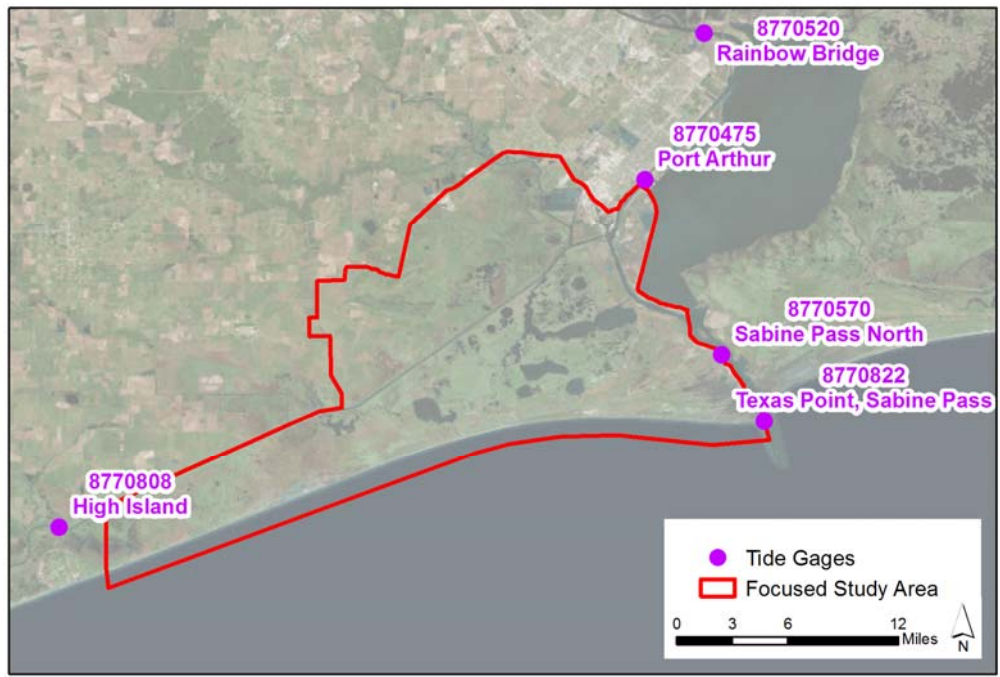 8770520
Rainbow Bridge
8770475
Port Arthur
8770570
Sabine Pass North
8770822
Texas Point, Sabine Pass
8770808
High Island
Tide Gages
Focused Study Area
0 3 6 12
Miles
N